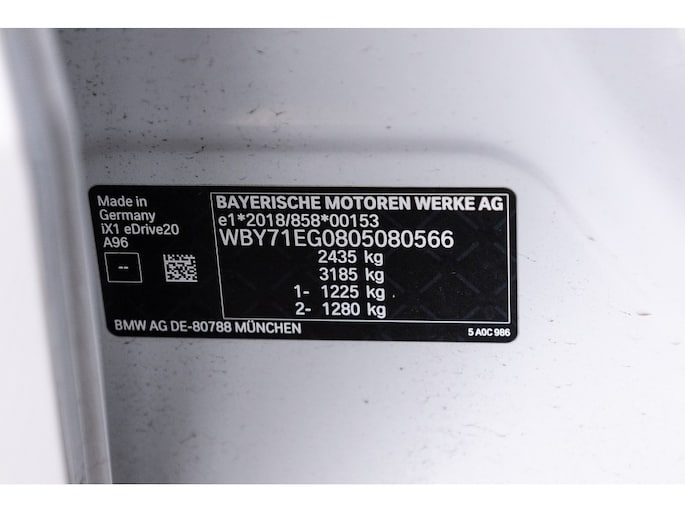 Made in
Germany
iX1 eDrive20
A96
--
BAYERISCHE MOTOREN WERKE AG
e1*2018/858*00153
WBY71EG0805080566
2435 kg
3185 kg
1- 1225 kg
2- 1280 kg
BMW AG DE-80788 MÜNCHEN
5 A0C 986